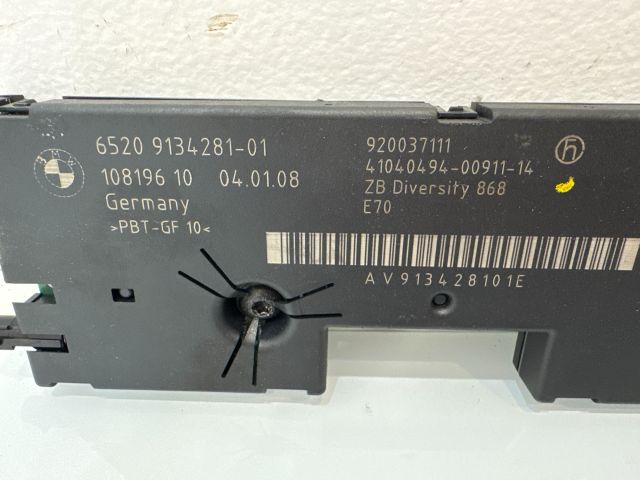 BMW
6520 9134281-01
108196 10 04.01.08
Germany
>PBT-GF 10<
920037111
41040494-00911-14
ZB Diversity 868
E70
AV913428101E